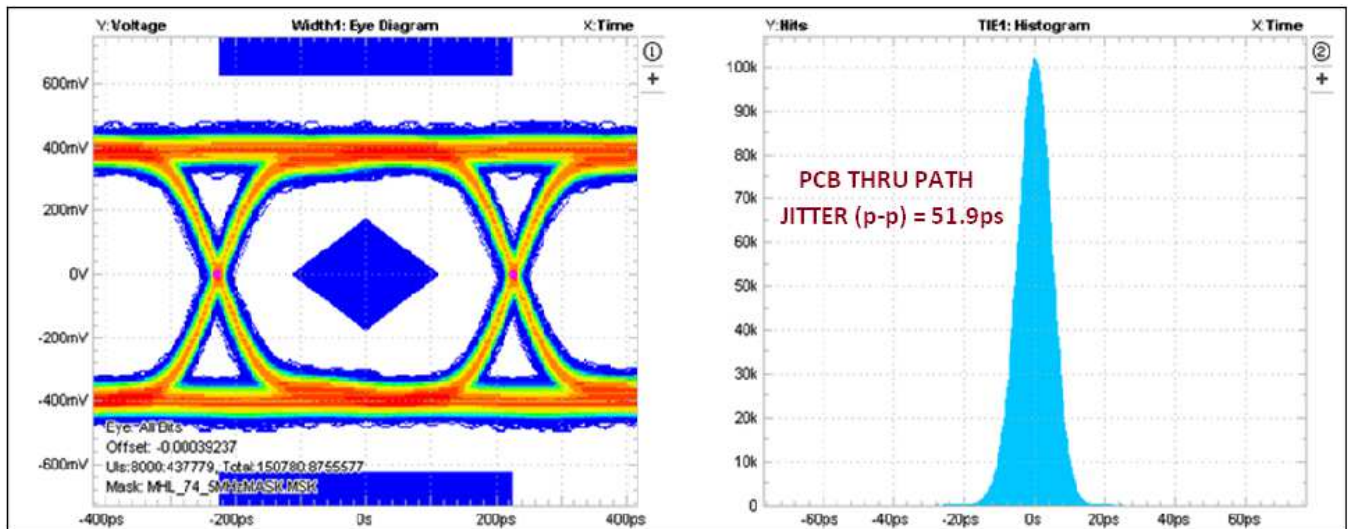 Y:Voltage Width1: Eye Diagram X:Time
①
+
600mV
400mV
200mV
0V
-200mV
-400mV
-600mV
Eye: All Bits
Offset: -0.00039237
UIs:8000:437779, Total:150780:8755577
Mask: MHL_74_5MHzMASK.MSK
-400ps -200ps 0s 200ps 400ps
Y:Hits TIE1: Histogram X:Time
②
+
100k
90k
80k
70k
60k
50k
40k
30k
20k
10k
0
PCB THRU PATH
JITTER (p-p) = 51.9ps
-60ps -40ps -20ps 0s 20ps 40ps 60ps